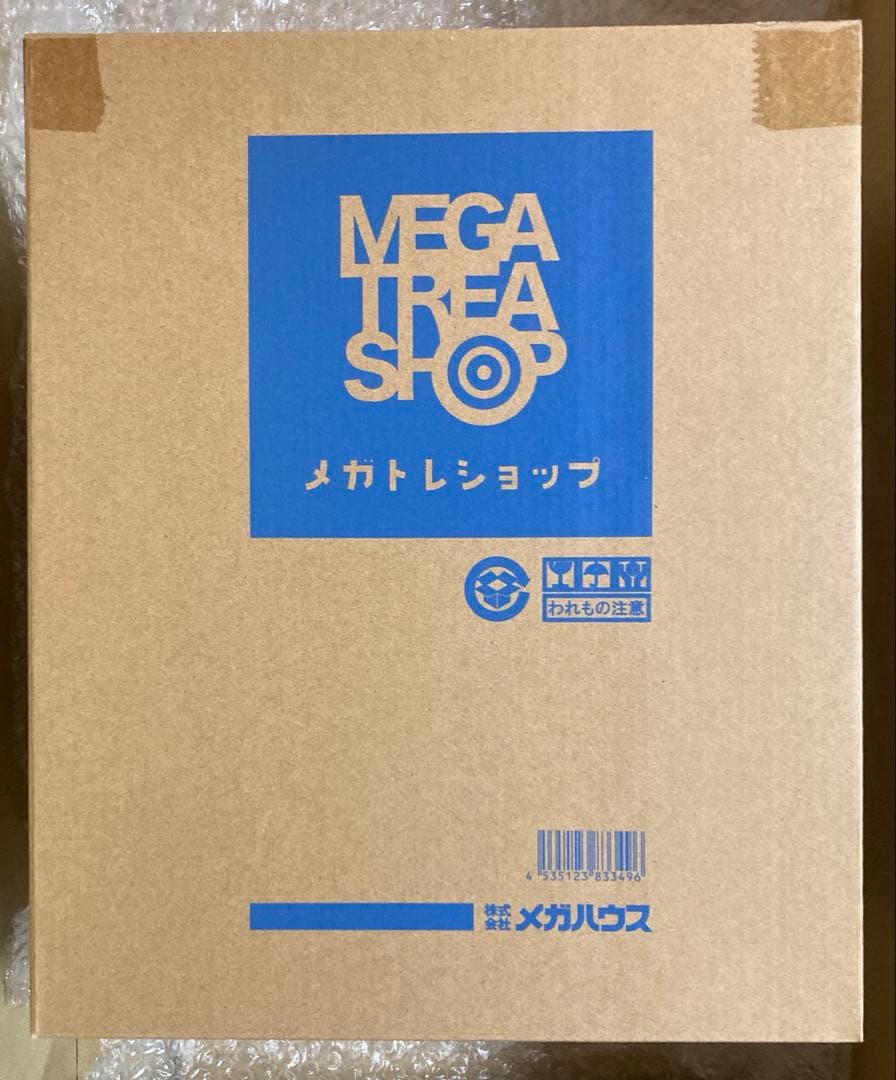 MEGA
TREA
SHOP
メガトレショップ
われもの注意
4 535123 833496
株式会社 メガハウス